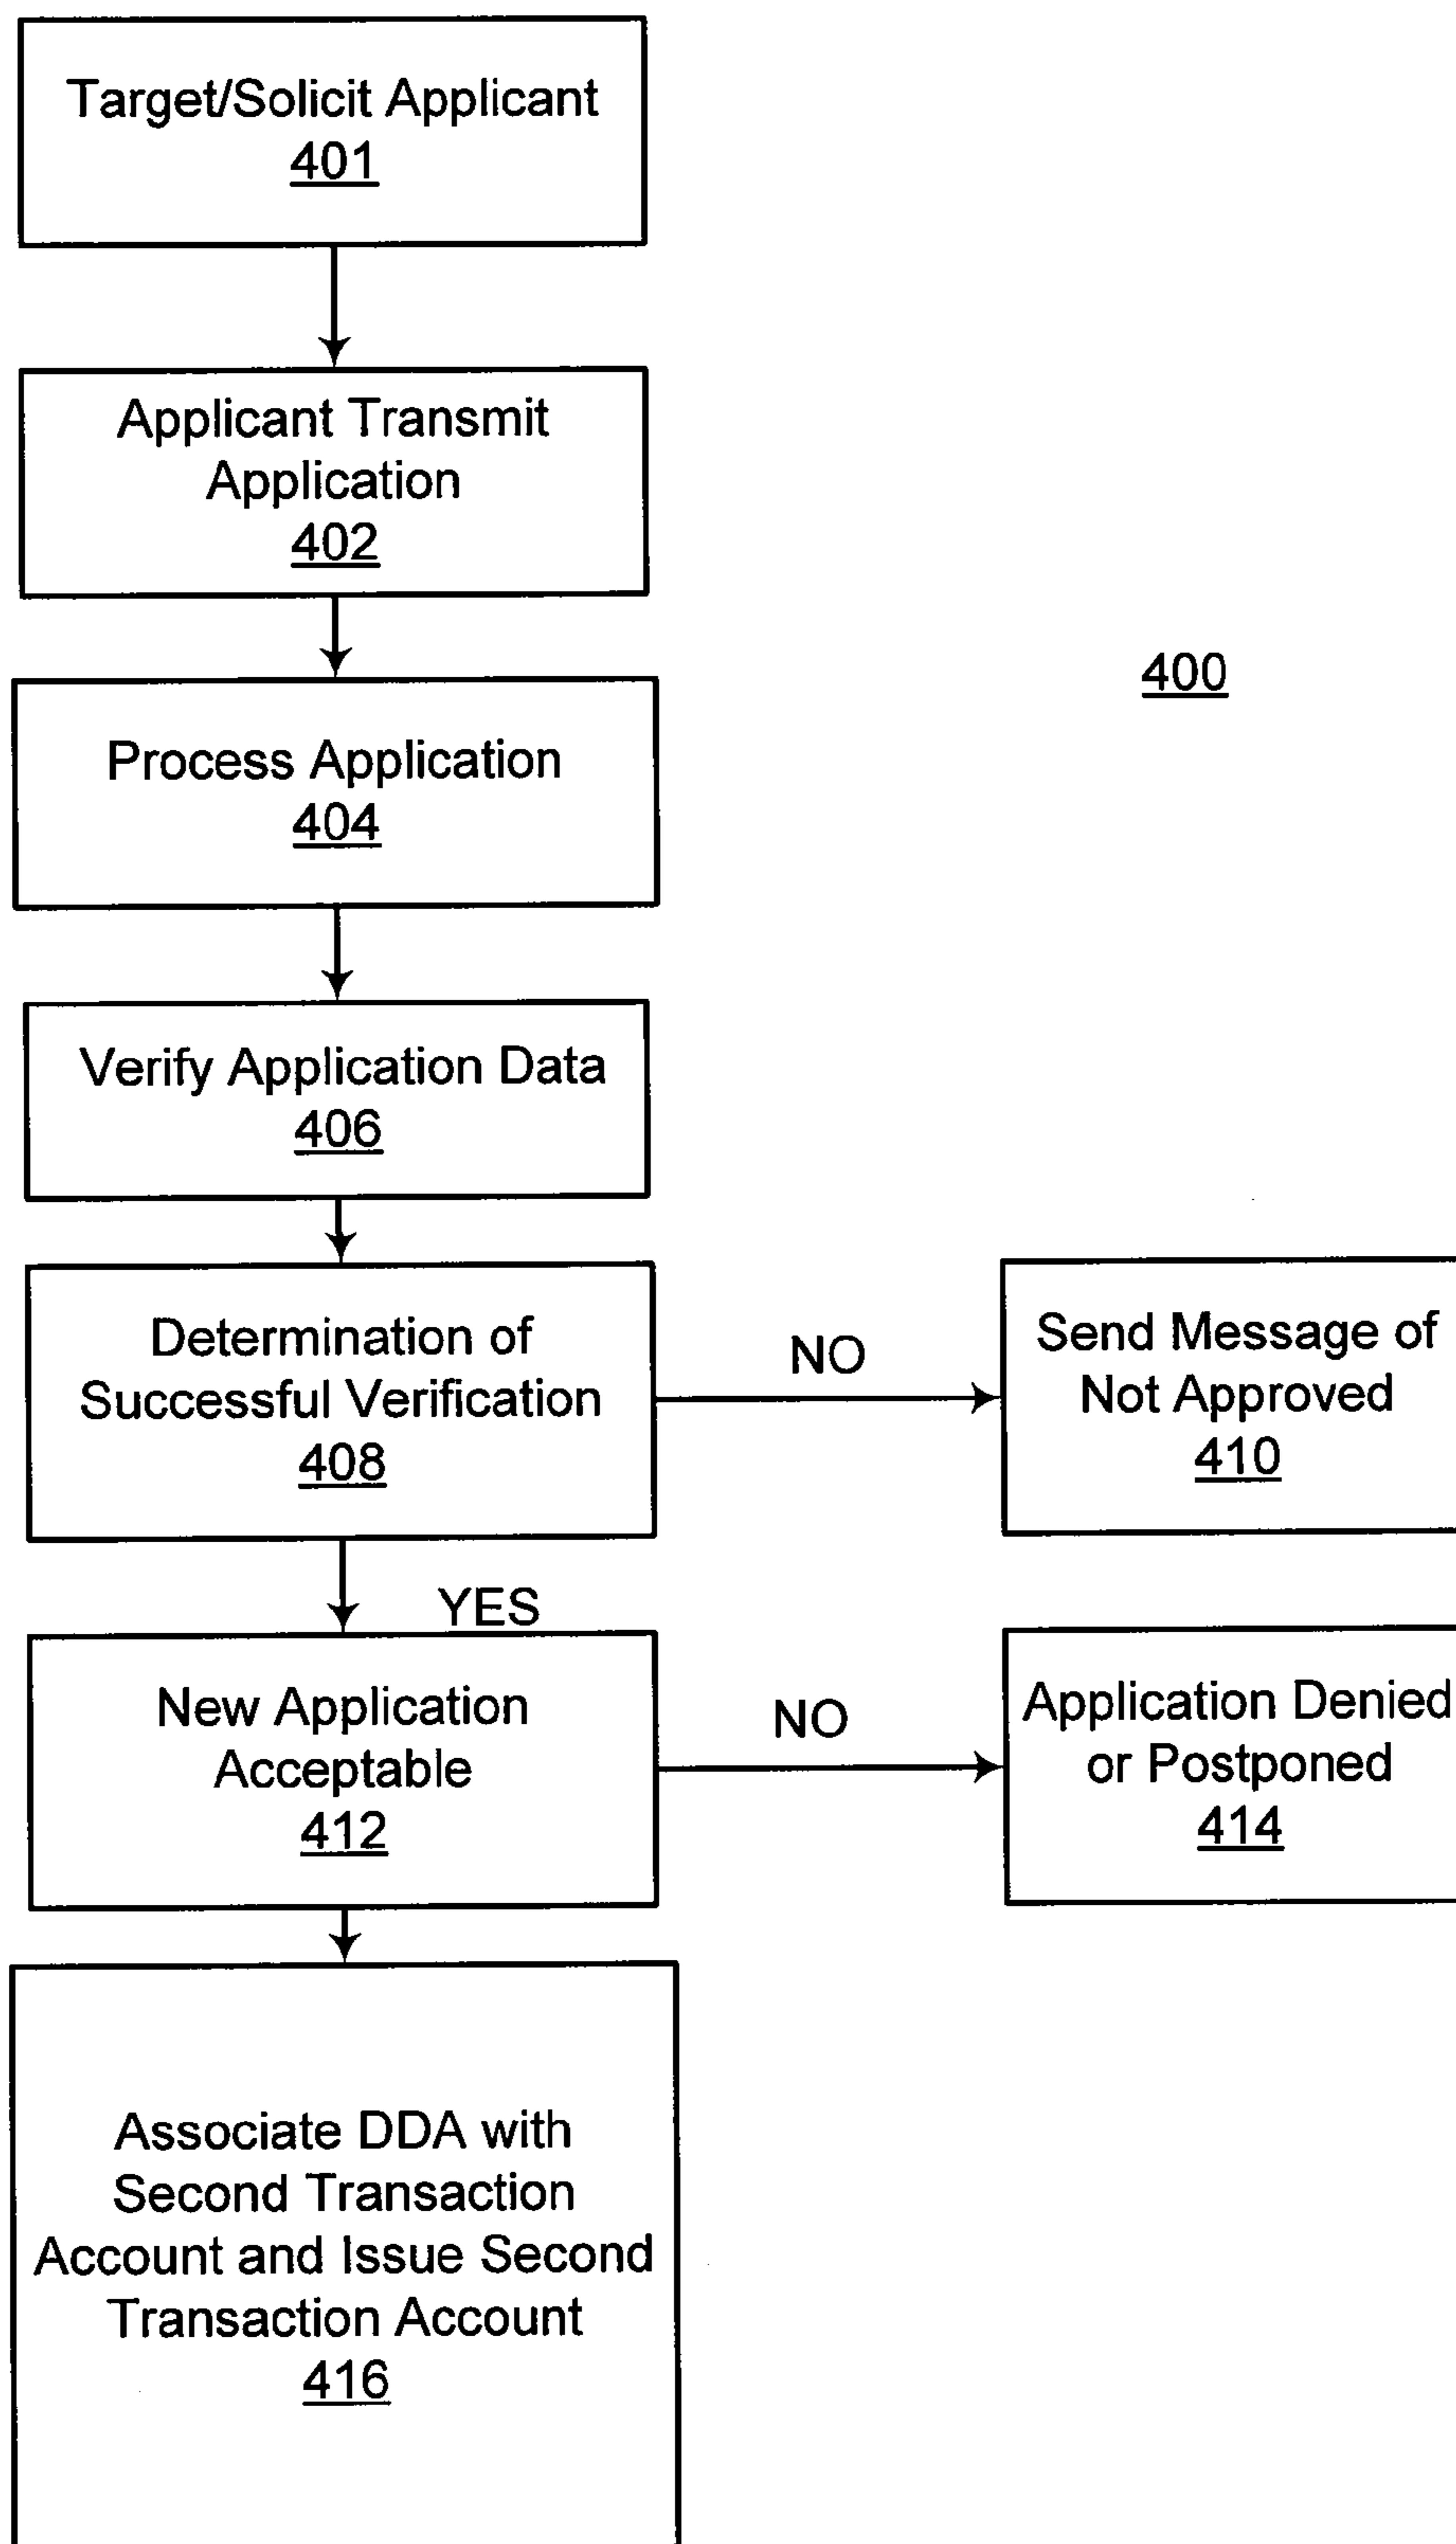 Target/Solicit Applicant
401
Applicant Transmit
Application
402
400
Process Application
404
Verify Application Data
406
Determination of
Successful Verification
408
NO
Send Message of
Not Approved
410
YES
New Application
Acceptable
412
NO
Application Denied
or Postponed
414
Associate DDA with
Second Transaction
Account and Issue Second
Transaction Account
416